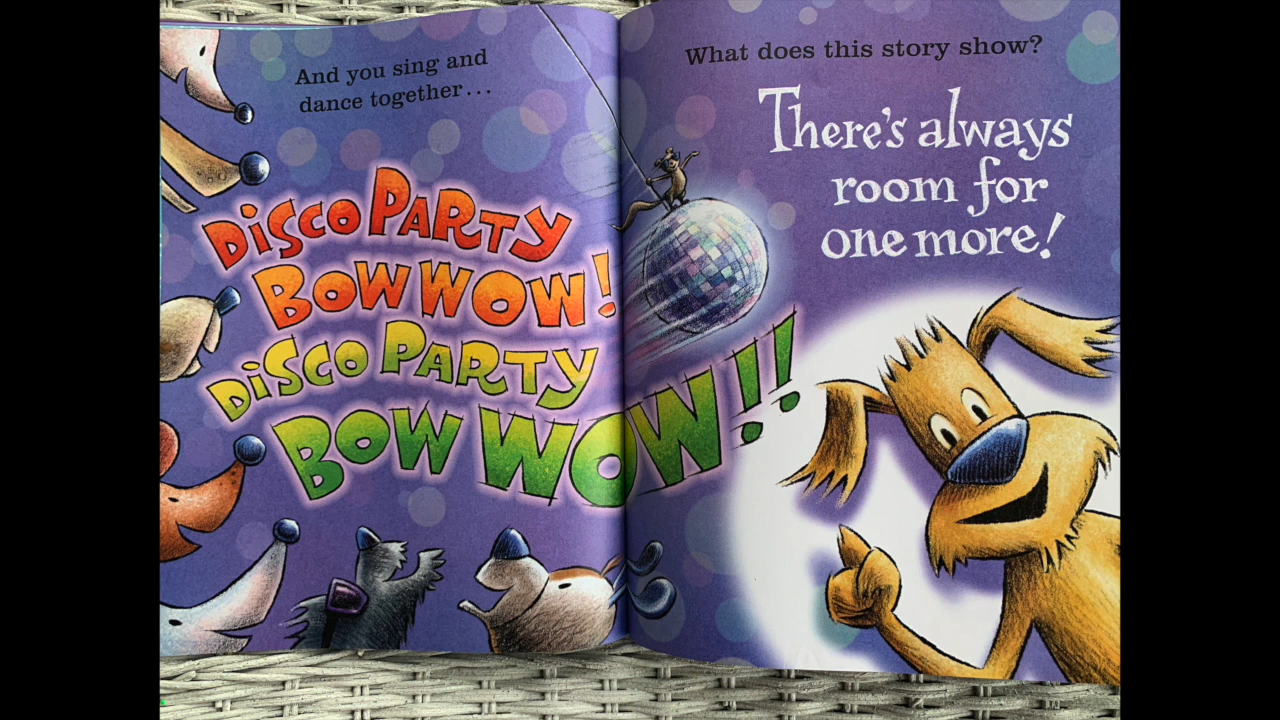 And you sing and
dance together...
DiSCO PARTY
BOW WOW!
DiSCO PARTY
BOW WOW!!
What does this story show?
There's always
room for
one more!